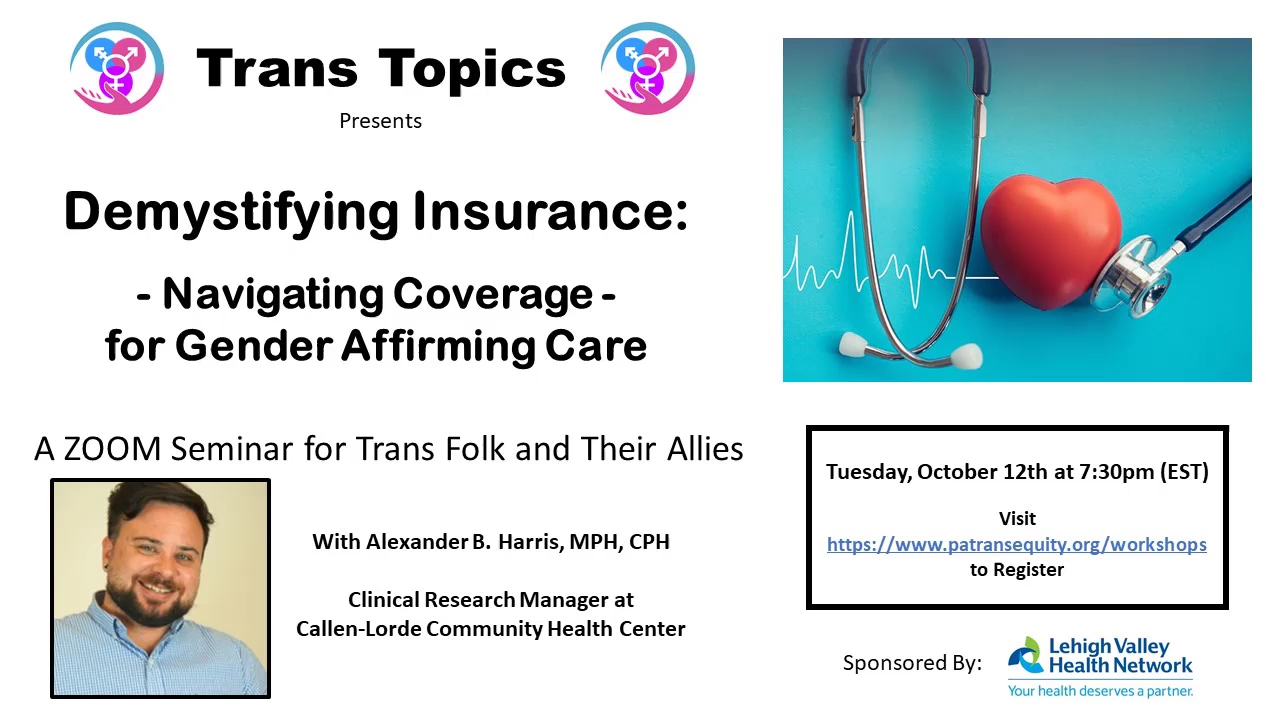 Trans Topics
Presents
Demystifying Insurance:
- Navigating Coverage -
for Gender Affirming Care
A ZOOM Seminar for Trans Folk and Their Allies
With Alexander B. Harris, MPH, CPH
Clinical Research Manager at
Callen-Lorde Community Health Center
Tuesday, October 12th at 7:30pm (EST)
Visit
https://www.patransequity.org/workshops
to Register
Sponsored By:
Lehigh Valley
Health Network
Your health deserves a partner.